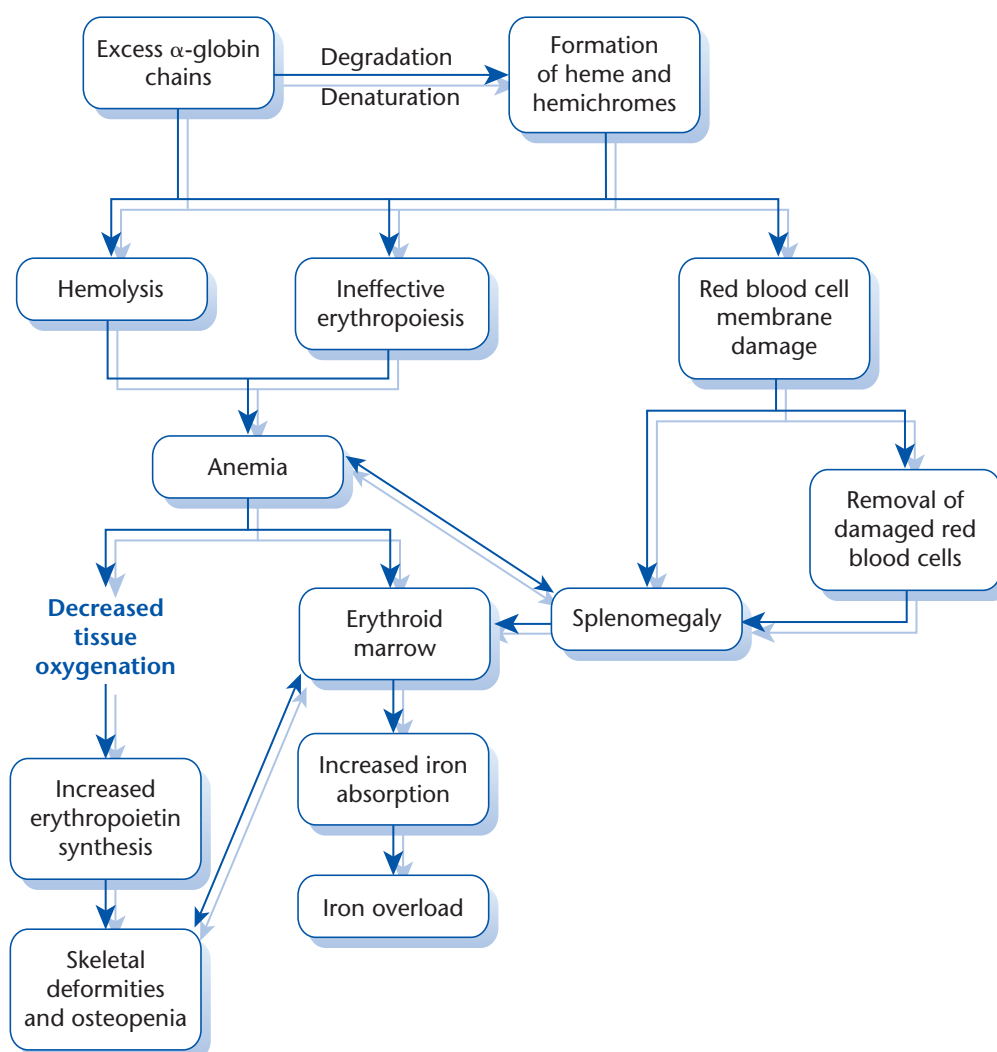 Excess α-globin
chains
Degradation
Denaturation
Formation
of heme and
hemichromes
Hemolysis
Ineffective
erythropoiesis
Red blood cell
membrane
damage
Anemia
Removal of
damaged red
blood cells
Decreased
tissue
oxygenation
Erythroid
marrow
Splenomegaly
Increased
erythropoietin
synthesis
Increased iron
absorption
Iron overload
Skeletal
deformities
and osteopenia